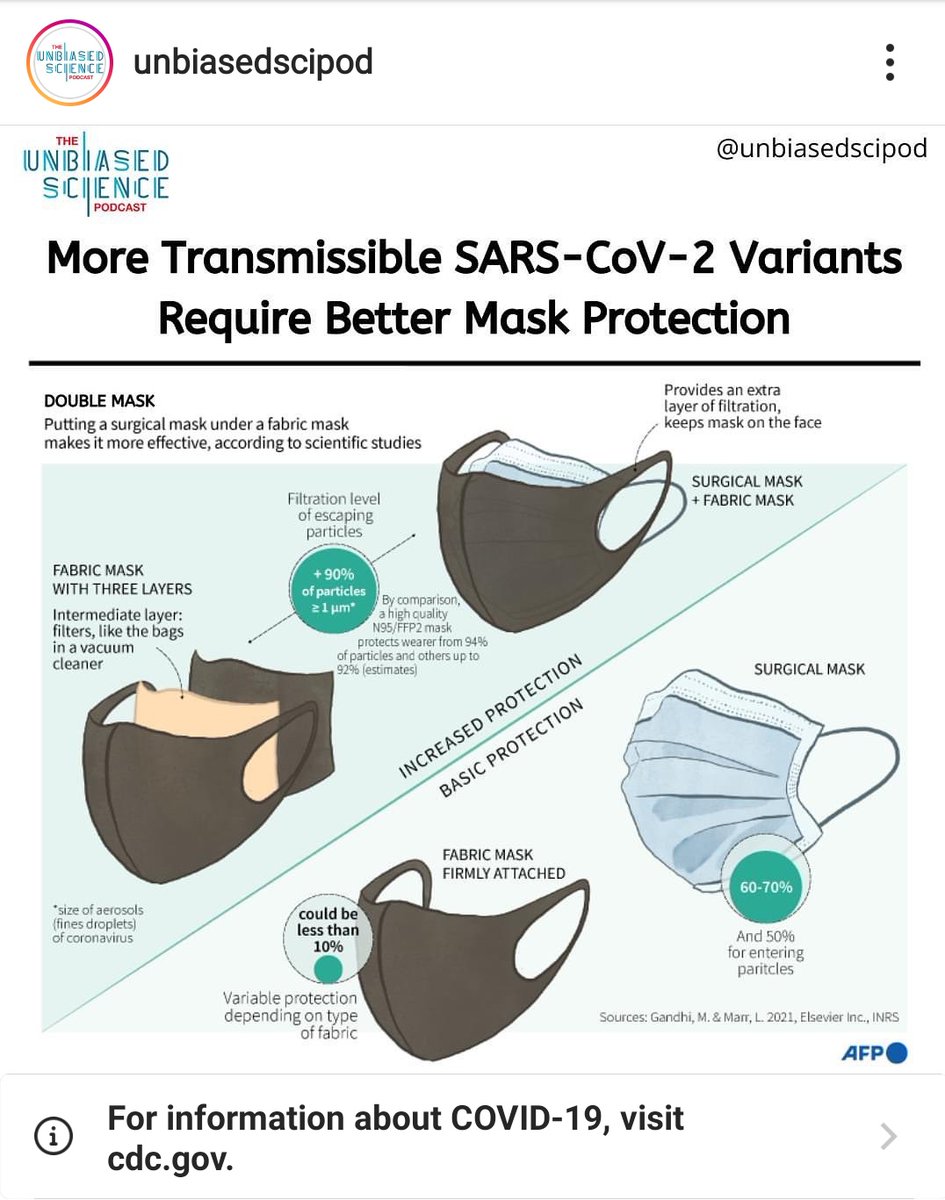 THE
UNBIASED
SCIENCE
PODCAST
unbiasedscipod
THE
UNBIASED
SCIENCE
PODCAST
@unbiasedscipod
More Transmissible SARS-CoV-2 Variants
Require Better Mask Protection
DOUBLE MASK
Putting a surgical mask under a fabric mask
makes it more effective, according to scientific studies
Provides an extra
layer of filtration,
keeps mask on the face
SURGICAL MASK
+ FABRIC MASK
Filtration level
of escaping
particles
+ 90%
of particles
≥ 1 µm*
By comparison,
a high quality
N95/FFP2 mask
protects wearer from 94%
of particles and others up to
92% (estimates)
FABRIC MASK
WITH THREE LAYERS
Intermediate layer:
filters, like the bags
in a vacuum
cleaner
INCREASED PROTECTION
BASIC PROTECTION
SURGICAL MASK
60-70%
And 50%
for entering
paritcles
FABRIC MASK
FIRMLY ATTACHED
could be
less than
10%
Variable protection
depending on type
of fabric
*size of aerosols
(fines droplets)
of coronavirus
Sources: Gandhi, M. & Marr, L. 2021, Elsevier Inc., INRS
AFP
For information about COVID-19, visit
cdc.gov.